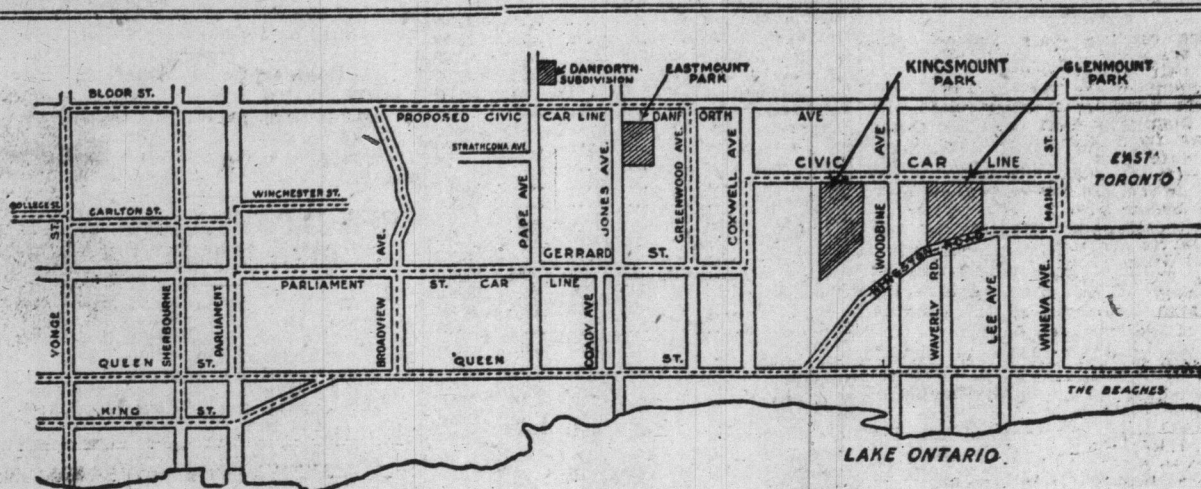 DANFORTH
SUBDIVISION
EASTMOUNT
PARK
KINGSMOUNT
PARK
GLENMOUNT
PARK
BLOOR ST.
PROPOSED CIVIC CAR LINE DANFORTH AVE
STRATHCONA AVE
CIVIC CAR LINE
EAST
TORONTO
WINCHESTER ST.
COLLEGE ST.
CARLTON ST.
YONGE ST.
SHERBOURNE
PARLIAMENT
BROADVIEW AVE.
PAPE AVE
JONES AVE.
GREENWOOD AVE.
COXWELL AVE
WOODBINE AVE
MAIN ST.
GERRARD ST.
PARLIAMENT ST. CAR LINE
COADY AVE
ROAD
WAVERLY RD.
LEE AVE
WINEVA AVE.
QUEEN ST.
QUEEN ST.
KING ST.
THE BEACHES
LAKE ONTARIO